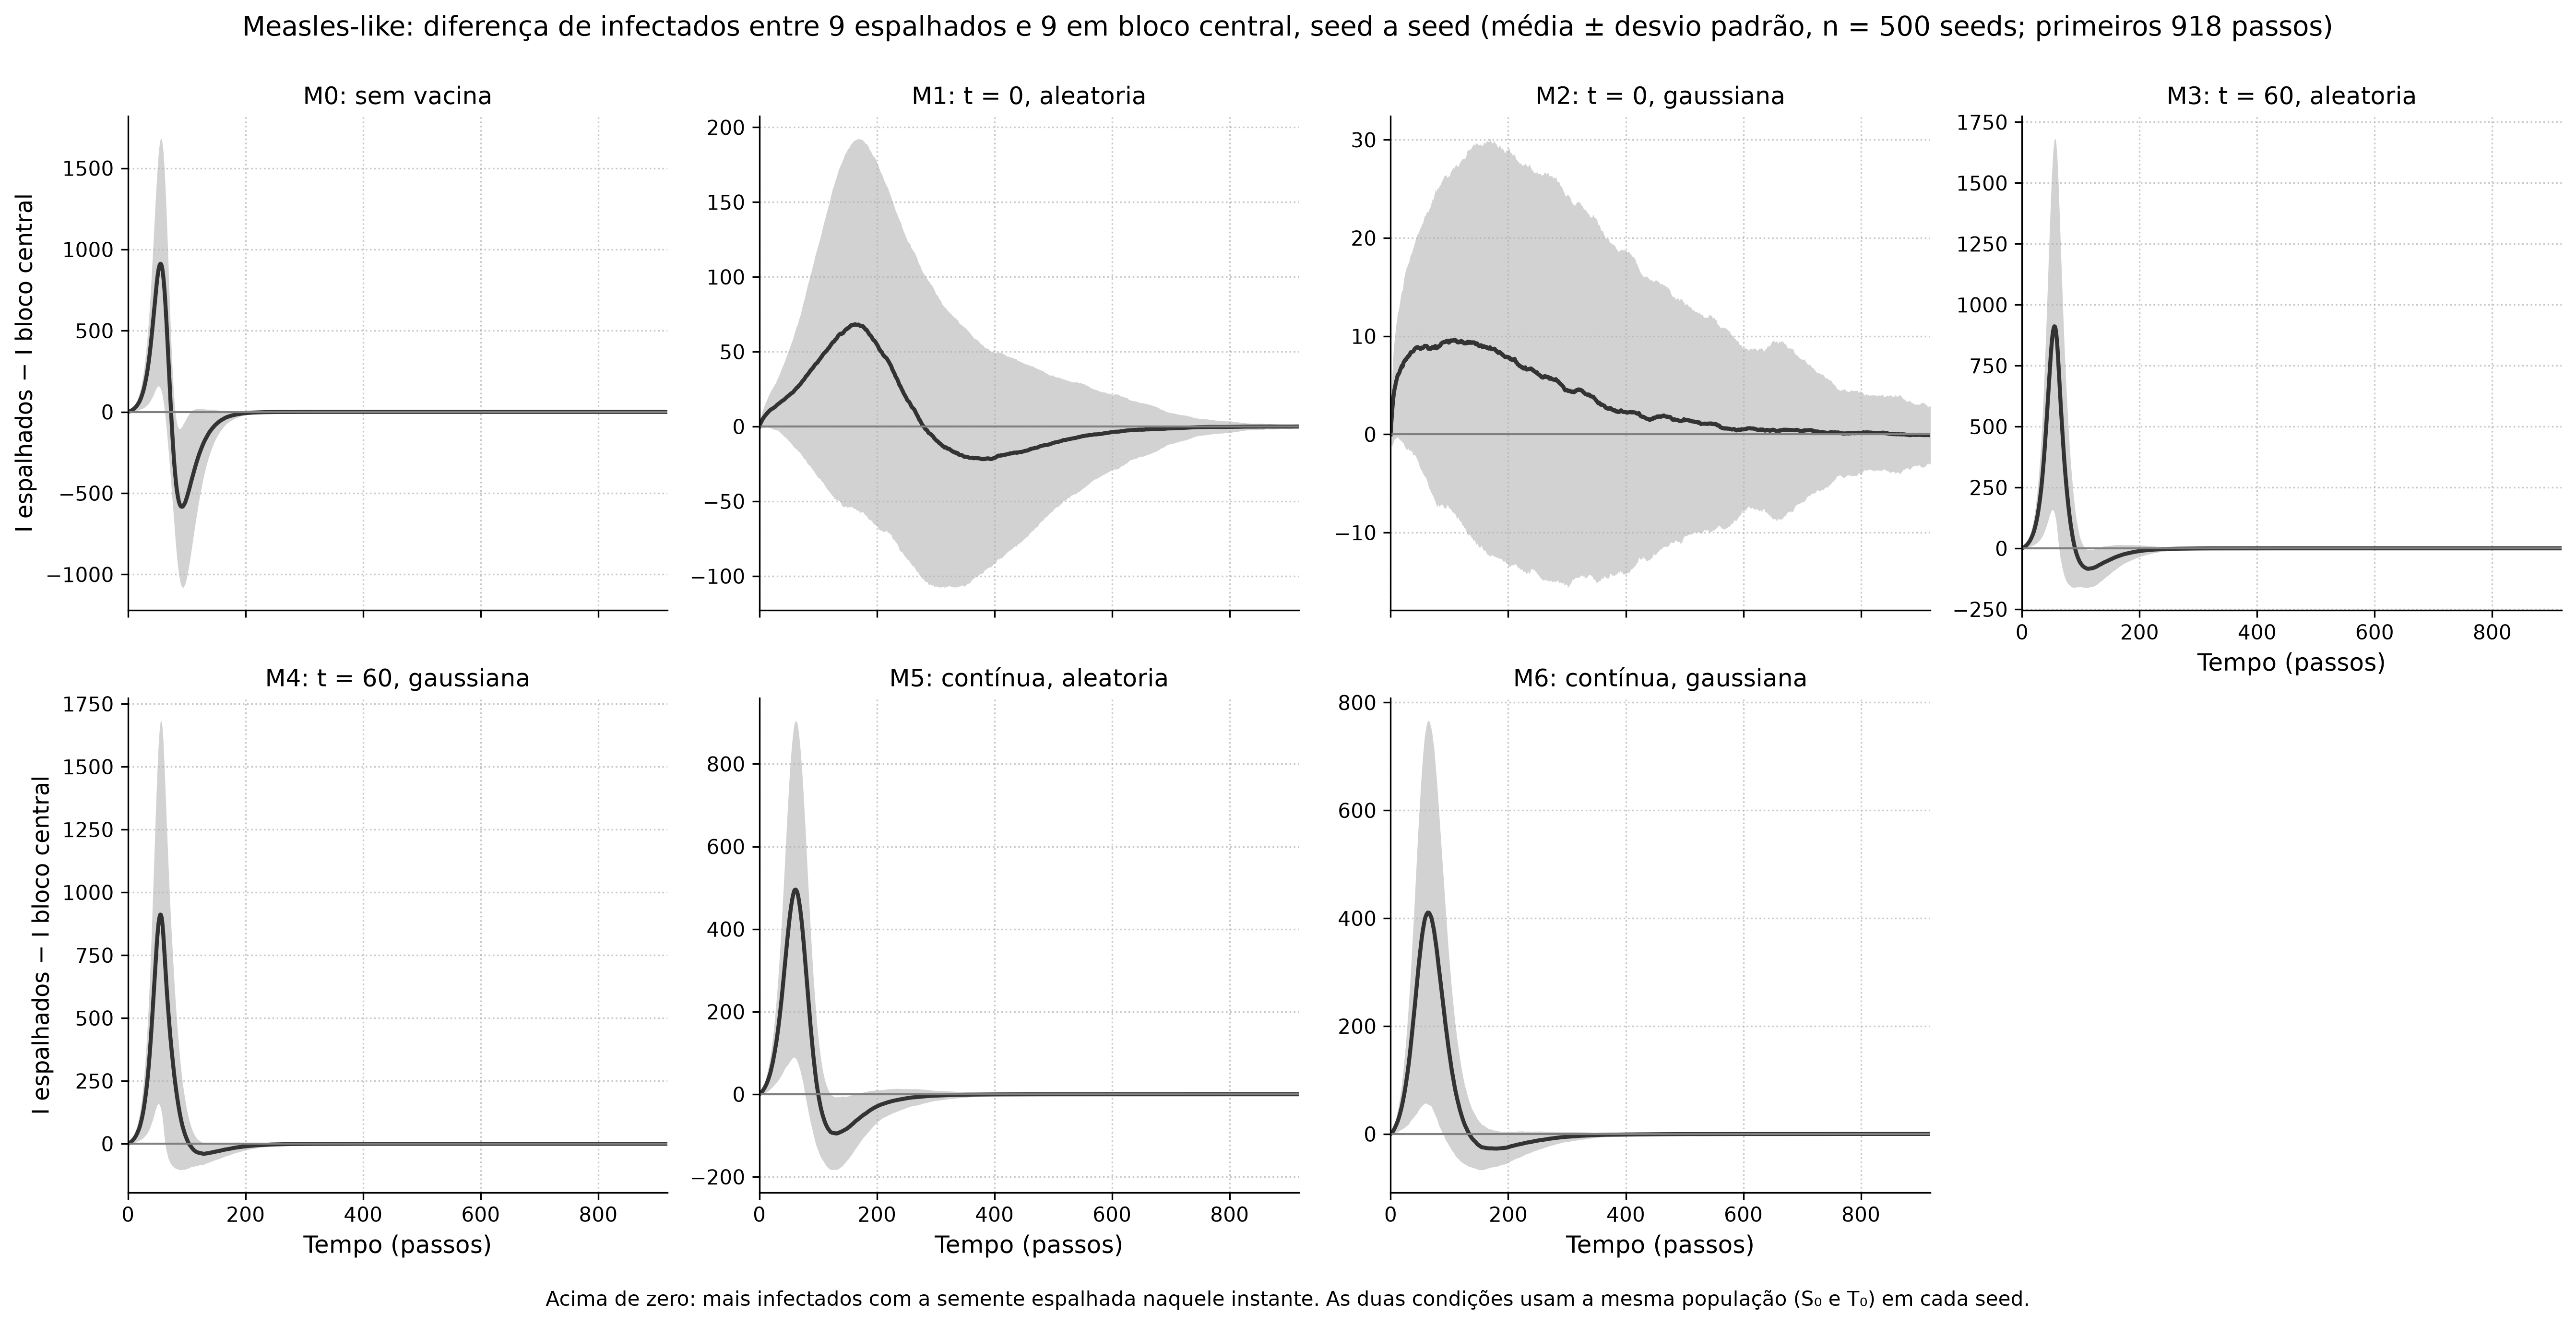 Measles-like: diferença de infectados entre 9 espalhados e 9 em bloco central, seed a seed (média ± desvio padrão, n = 500 seeds; primeiros 918 passos)
M0: sem vacina
I espalhados − I bloco central
1500
1000
500
0
−500
−1000
M1: t = 0, aleatoria
200
150
100
50
0
−50
−100
M2: t = 0, gaussiana
30
20
10
0
−10
M3: t = 60, aleatoria
1750
1500
1250
1000
750
500
250
0
−250
0 200 400 600 800
Tempo (passos)
M4: t = 60, gaussiana
I espalhados − I bloco central
1750
1500
1250
1000
750
500
250
0
0 200 400 600 800
Tempo (passos)
M5: contínua, aleatoria
800
600
400
200
0
−200
0 200 400 600 800
Tempo (passos)
M6: contínua, gaussiana
800
600
400
200
0
0 200 400 600 800
Tempo (passos)
Acima de zero: mais infectados com a semente espalhada naquele instante. As duas condições usam a mesma população (S₀ e T₀) em cada seed.